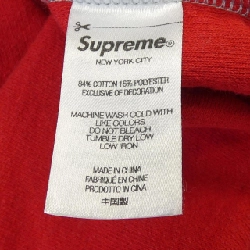 Supreme®
NEW YORK CITY
84% COTTON 15% POLYESTER
EXCLUSIVE OF DECORATION
MACHINE WASH COLD WITH
LIKE COLORS
DO NOT BLEACH
TUMBLE DRY LOW
LOW IRON
MADE IN CHINA
FABRIQUÉ EN CHINE
PRODOTTO IN CINA
中国製